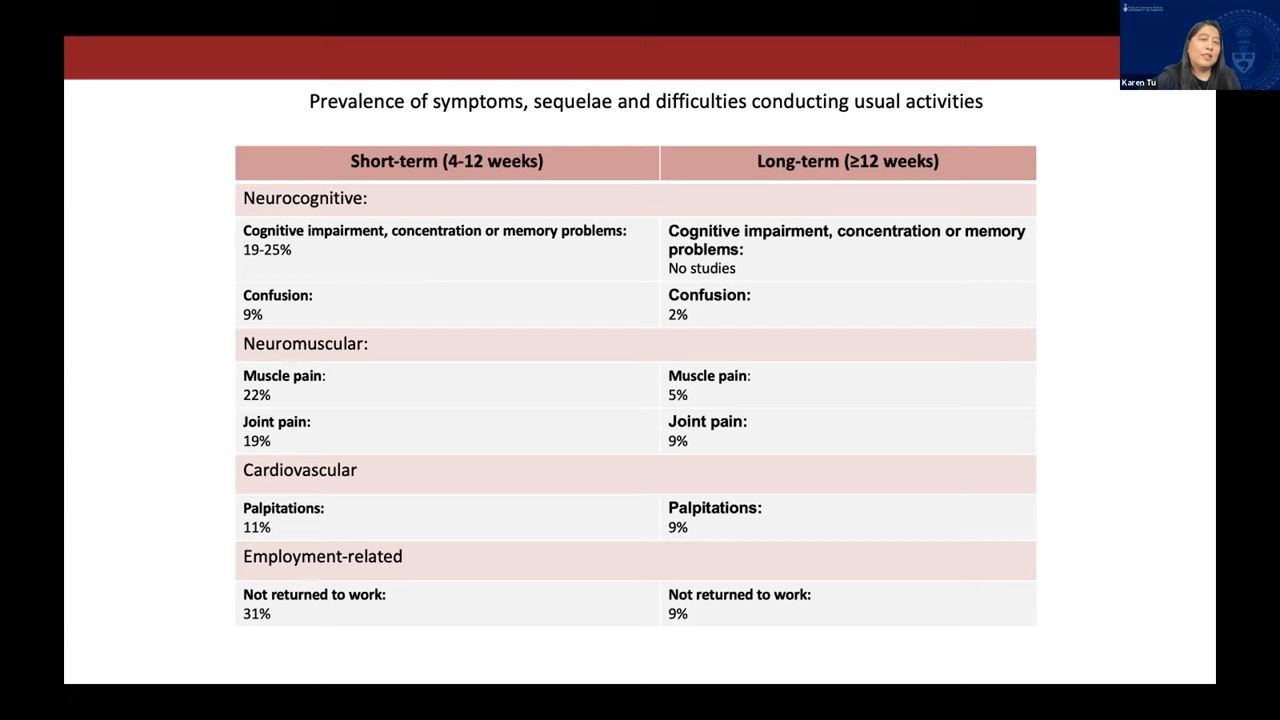 Karen Tu
Prevalence of symptoms, sequelae and difficulties conducting usual activities
Short-term (4-12 weeks)
Long-term (≥12 weeks)
Neurocognitive:
Cognitive impairment, concentration or memory problems:
19-25%
Cognitive impairment, concentration or memory
problems:
No studies
Confusion:
9%
Confusion:
2%
Neuromuscular:
Muscle pain:
22%
Muscle pain:
5%
Joint pain:
19%
Joint pain:
9%
Cardiovascular
Palpitations:
11%
Palpitations:
9%
Employment-related
Not returned to work:
31%
Not returned to work:
9%